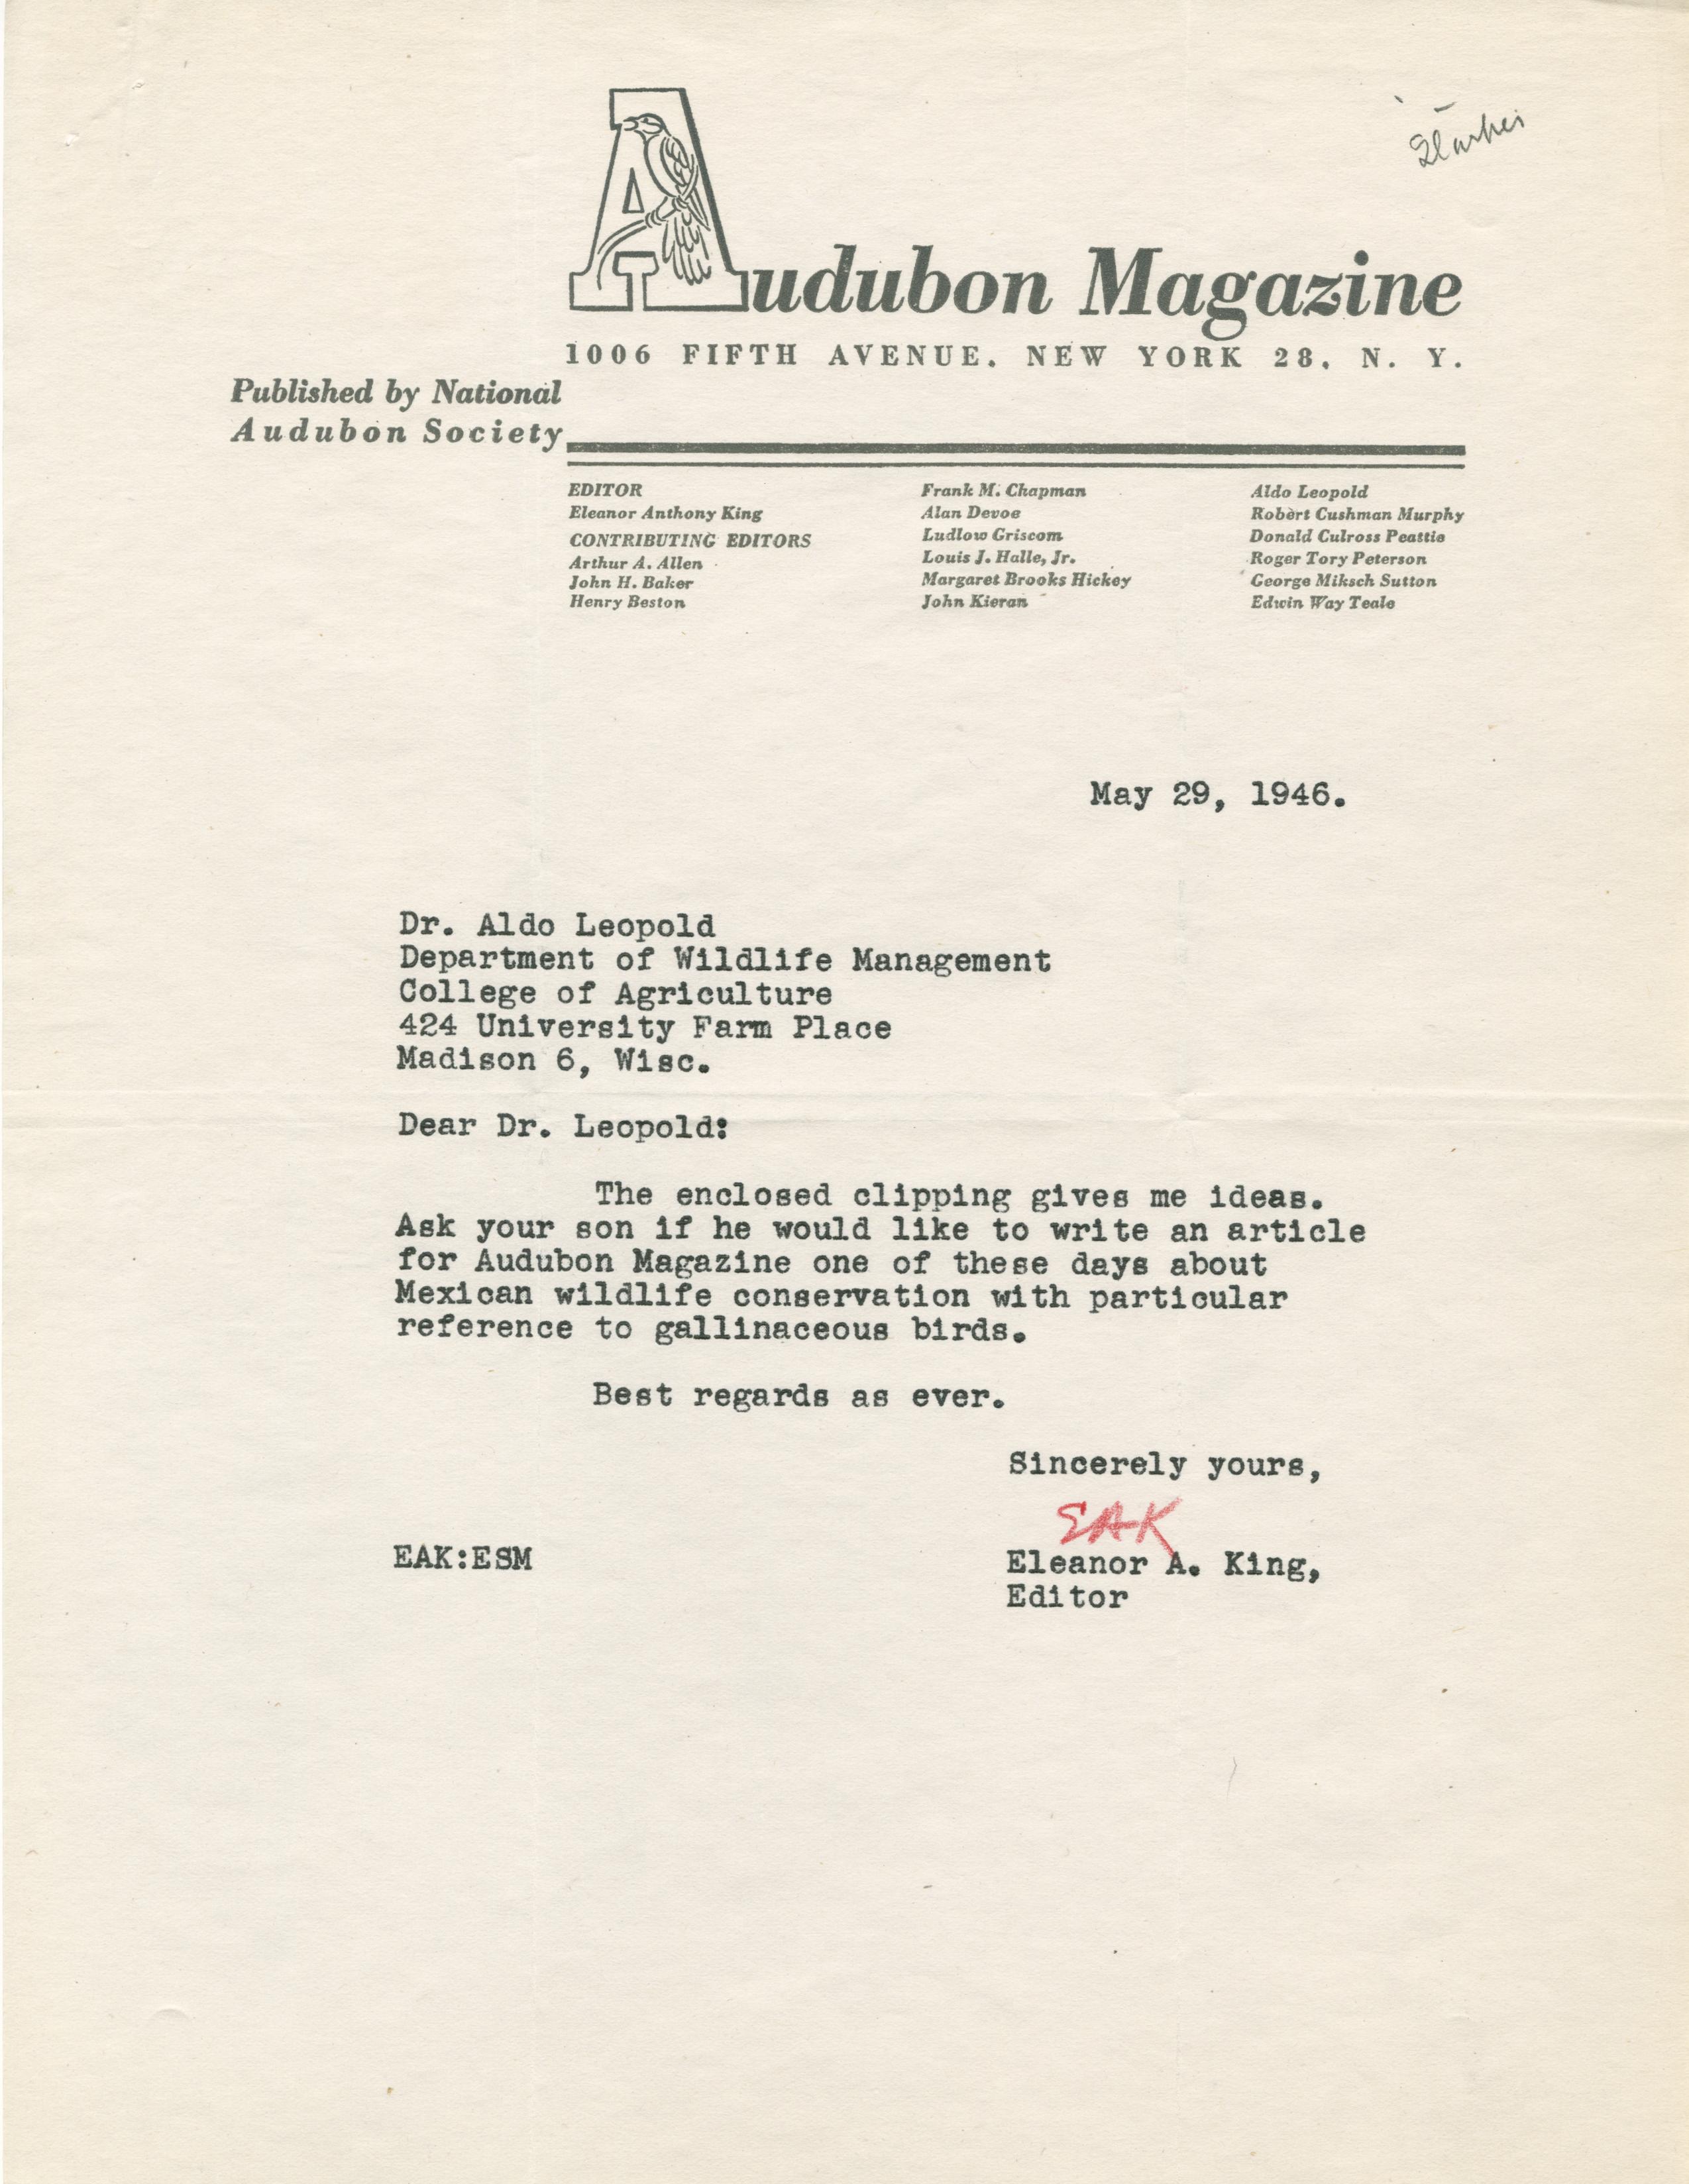 Audubon Magazine
1006 FIFTH AVENUE, NEW YORK 28, N. Y.
Published by National
Audubon Society
EDITOR
Eleanor Anthony King
CONTRIBUTING EDITORS
Arthur A. Allen
John H. Baker
Henry Beston
Frank M. Chapman
Alan Devoe
Ludlow Griscom
Louis J. Halle, Jr.
Margaret Brooks Hickey
John Kieran
Aldo Leopold
Robert Cushman Murphy
Donald Culross Peattie
Roger Tory Peterson
George Miksch Sutton
Edwin Way Teale
May 29, 1946.
Dr. Aldo Leopold
Department of Wildlife Management
College of Agriculture
424 University Farm Place
Madison 6, Wisc.
Dear Dr. Leopold:
The enclosed clipping gives me ideas.
Ask your son if he would like to write an article
for Audubon Magazine one of these days about
Mexican wildlife conservation with particular
reference to gallinaceous birds.
Best regards as ever.
Sincerely yours,
EAK
Eleanor A. King,
Editor
EAK:ESM